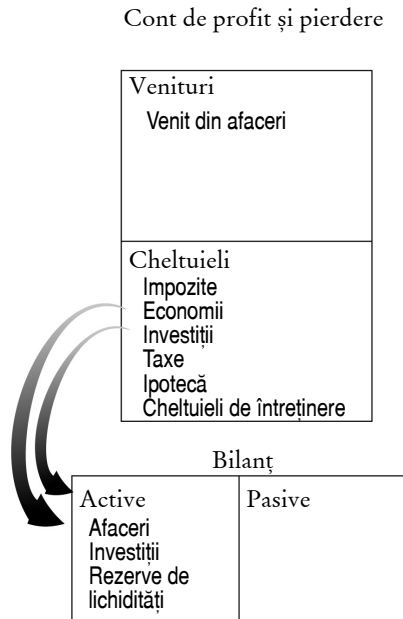 Cont de profit și pierdere
Venituri
Venit din afaceri
Cheltuieli
Impozite
Economii
Investiții
Taxe
Ipotecă
Cheltuieli de întreținere
Bilanț
Active
Afaceri
Investiții
Rezerve de
lichidități
Pasive